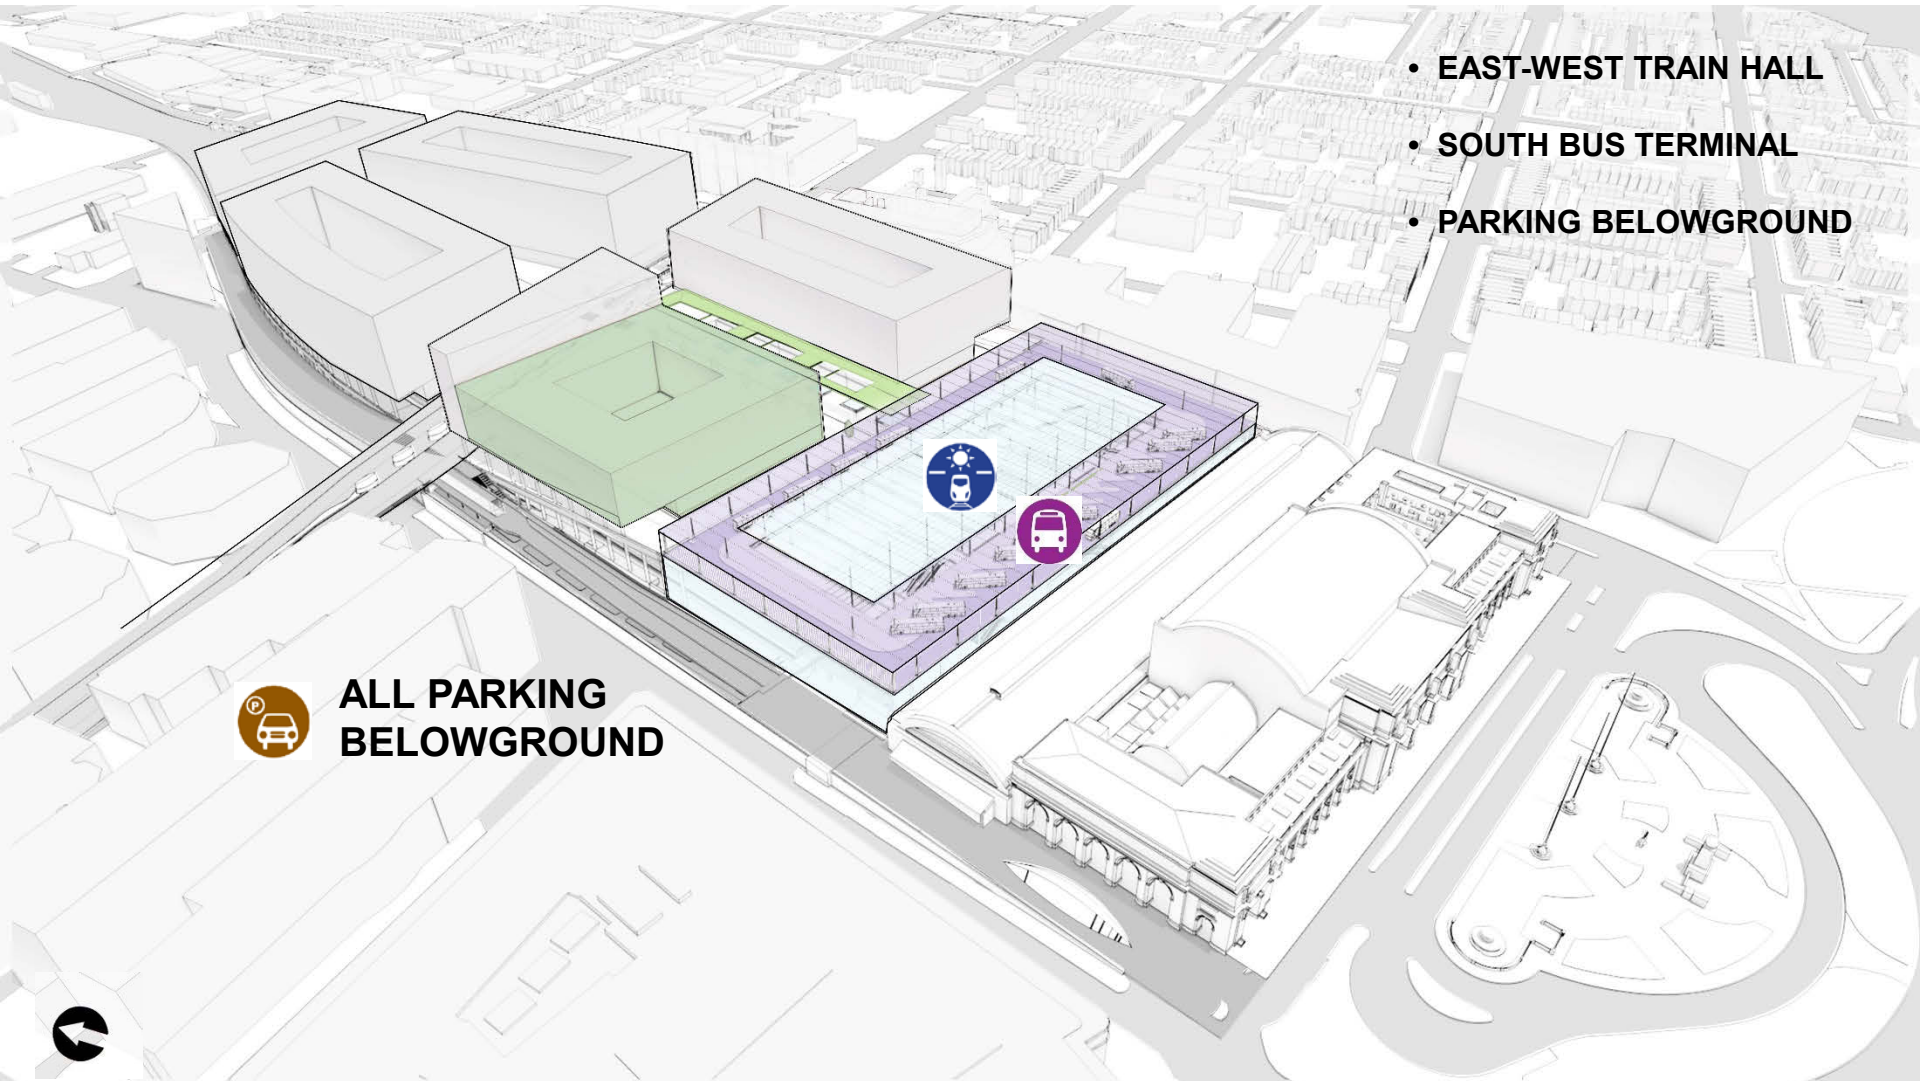 • EAST-WEST TRAIN HALL
• SOUTH BUS TERMINAL
• PARKING BELOWGROUND
P
ALL PARKING
BELOWGROUND